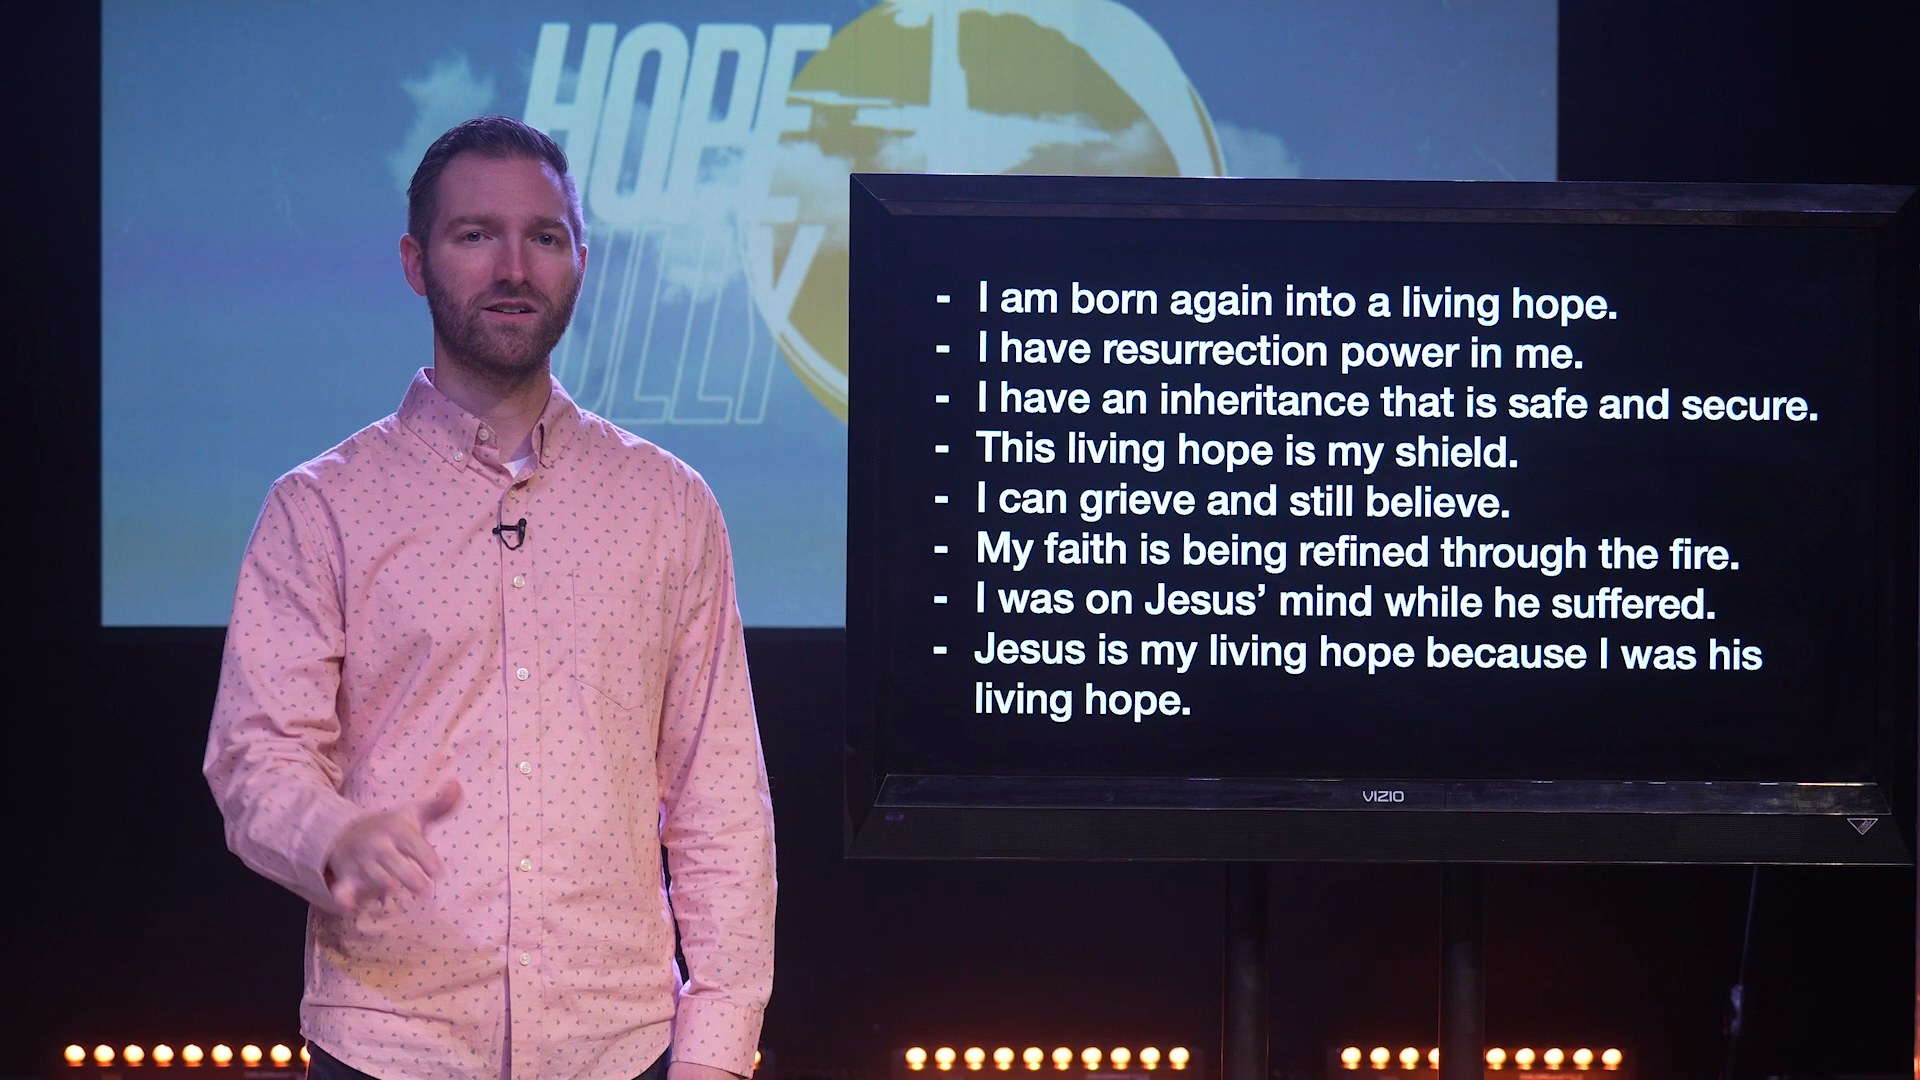 HOPE
FULLY
- I am born again into a living hope.
- I have resurrection power in me.
- I have an inheritance that is safe and secure.
- This living hope is my shield.
- I can grieve and still believe.
- My faith is being refined through the fire.
- I was on Jesus’ mind while he suffered.
- Jesus is my living hope because I was his
living hope.
VIZIO